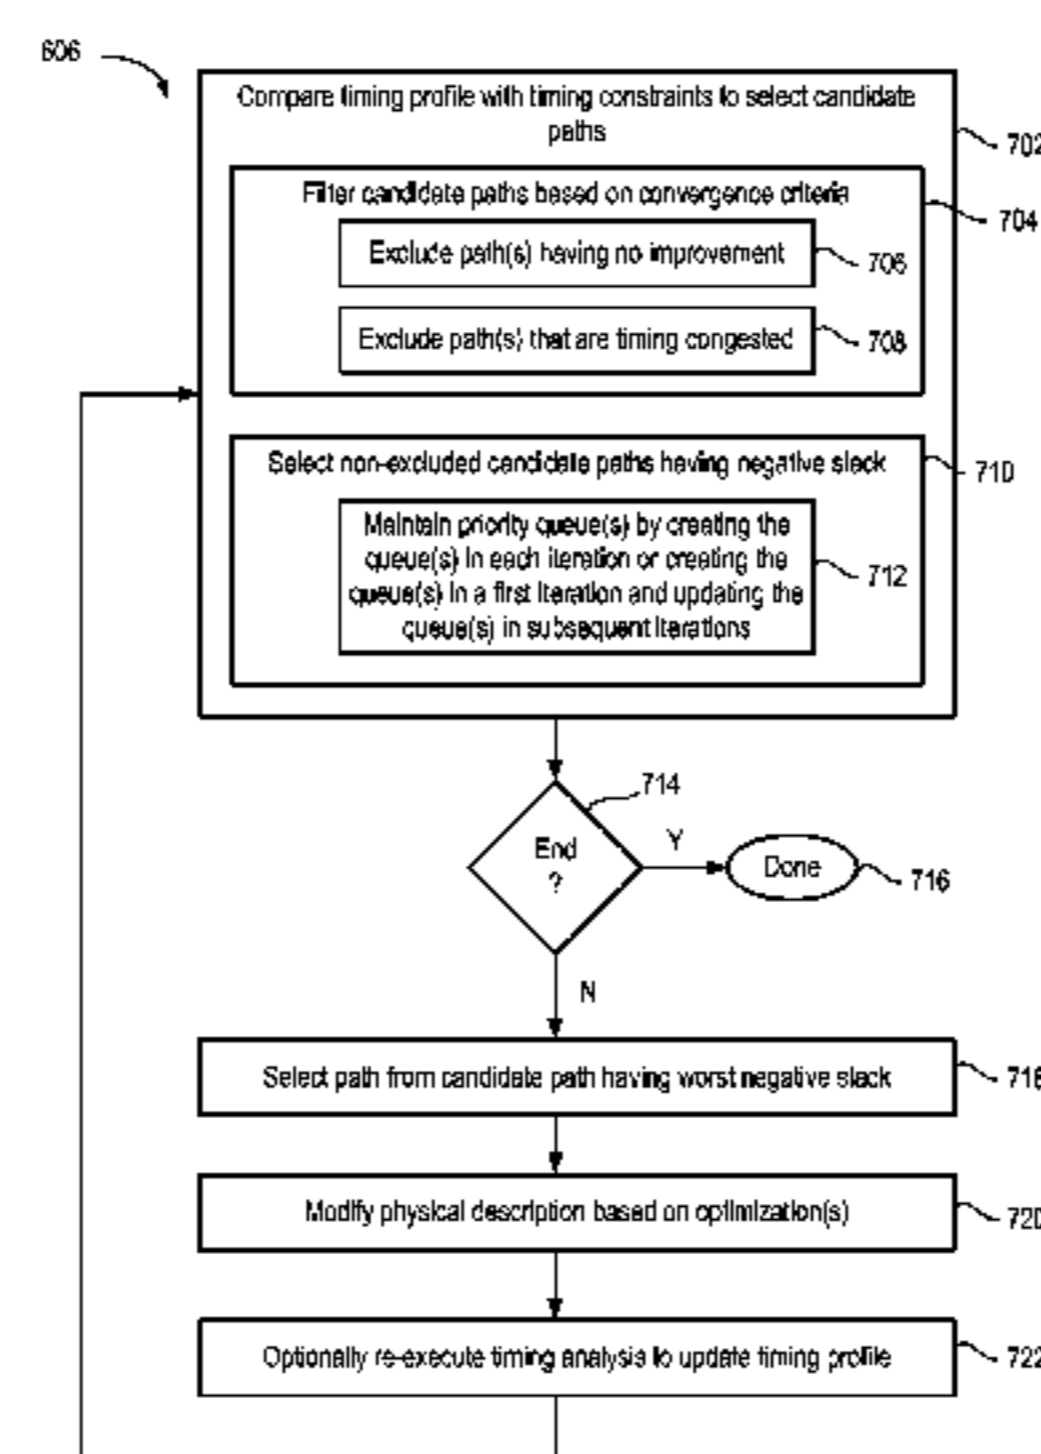 606
Compare timing profile with timing constraints to select candidate
paths
702
Filter candidate paths based on convergence criteria
704
Exclude path(s) having no improvement
706
Exclude path(s) that are timing congested
708
Select non-excluded candidate paths having negative slack
710
Maintain priority queue(s) by creating the
queue(s) in each iteration or creating the
queue(s) in a first iteration and updating the
queue(s) in subsequent iterations
712
714
End
?
Y
Done
716
N
Select path from candidate path having worst negative slack
718
Modify physical description based on optimization(s)
720
Optionally re-execute timing analysis to update timing profile
722